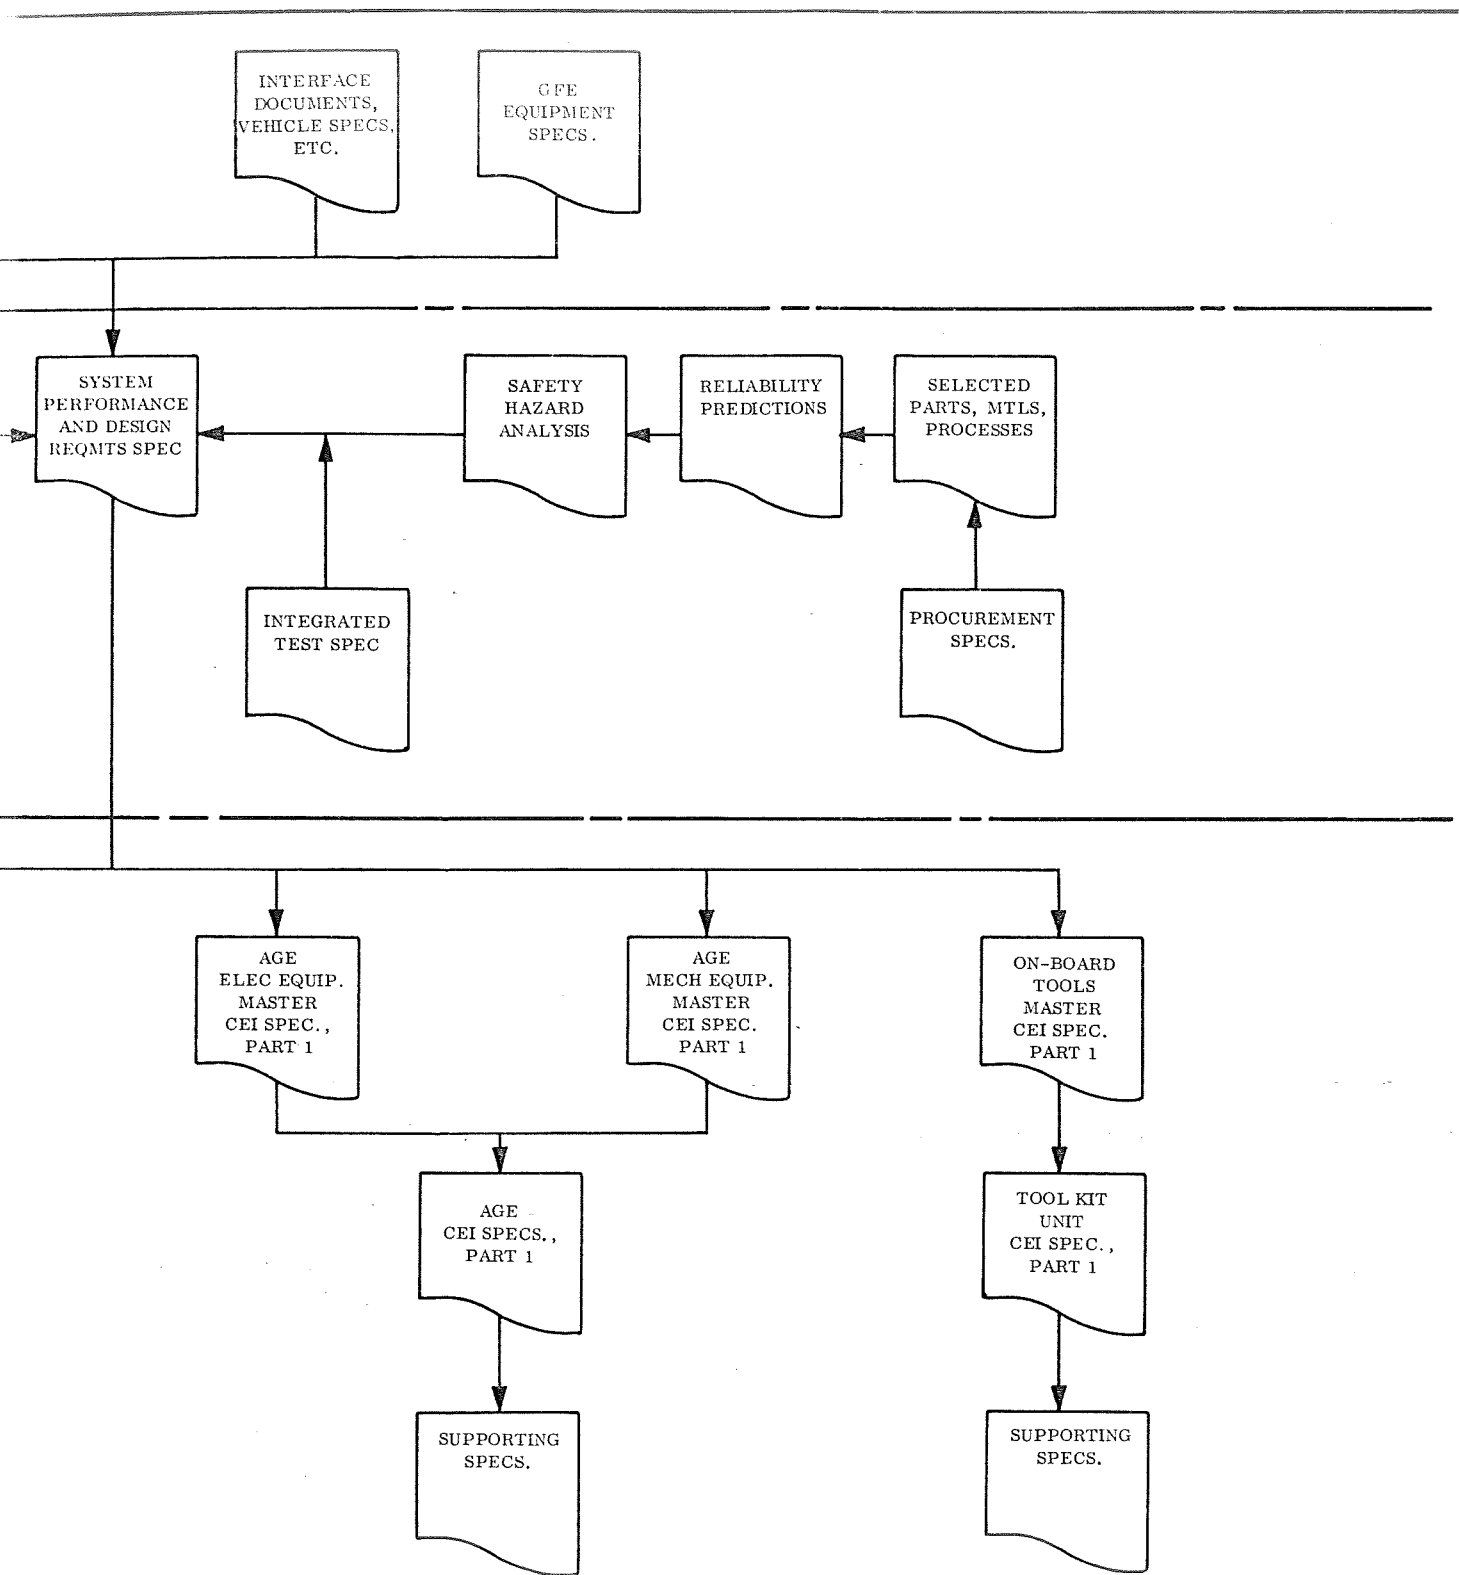 INTERFACE
DOCUMENTS,
VEHICLE SPECS,
ETC.
GFE
EQUIPMENT
SPECS.
SYSTEM
PERFORMANCE
AND DESIGN
REQMTS SPEC
SAFETY
HAZARD
ANALYSIS
RELIABILITY
PREDICTIONS
SELECTED
PARTS, MTLS,
PROCESSES
INTEGRATED
TEST SPEC
PROCUREMENT
SPECS.
AGE
ELEC EQUIP.
MASTER
CEI SPEC.,
PART 1
AGE
MECH EQUIP.
MASTER
CEI SPEC.
PART 1
ON-BOARD
TOOLS
MASTER
CEI SPEC.
PART 1
AGE
CEI SPECS.,
PART 1
TOOL KIT
UNIT
CEI SPEC.,
PART 1
SUPPORTING
SPECS.
SUPPORTING
SPECS.